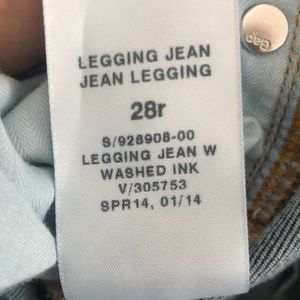 Gap
LEGGING JEAN
JEAN LEGGING
28r
S/928908-00
LEGGING JEAN W
WASHED INK
V/305753
SPR14, 01/14